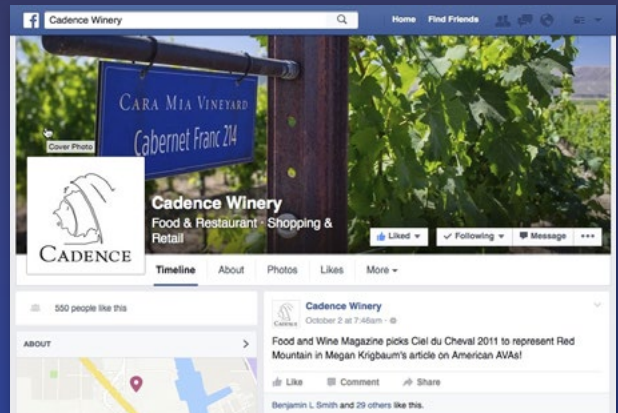 Cadence Winery
Home Find Friends
CARA MIA VINEYARD
Cabernet Franc 214
Cover Photo
CADENCE
Cadence Winery
Food & Restaurant · Shopping &
Retail
Liked Following Message
Timeline About Photos Likes More
550 people like this
ABOUT
CADENCE
Cadence Winery
October 2 at 7:46am ·
Food and Wine Magazine picks Ciel du Cheval 2011 to represent Red
Mountain in Megan Krigbaum's article on American AVAs!
Like Comment Share
Benjamin L Smith and 29 others like this.